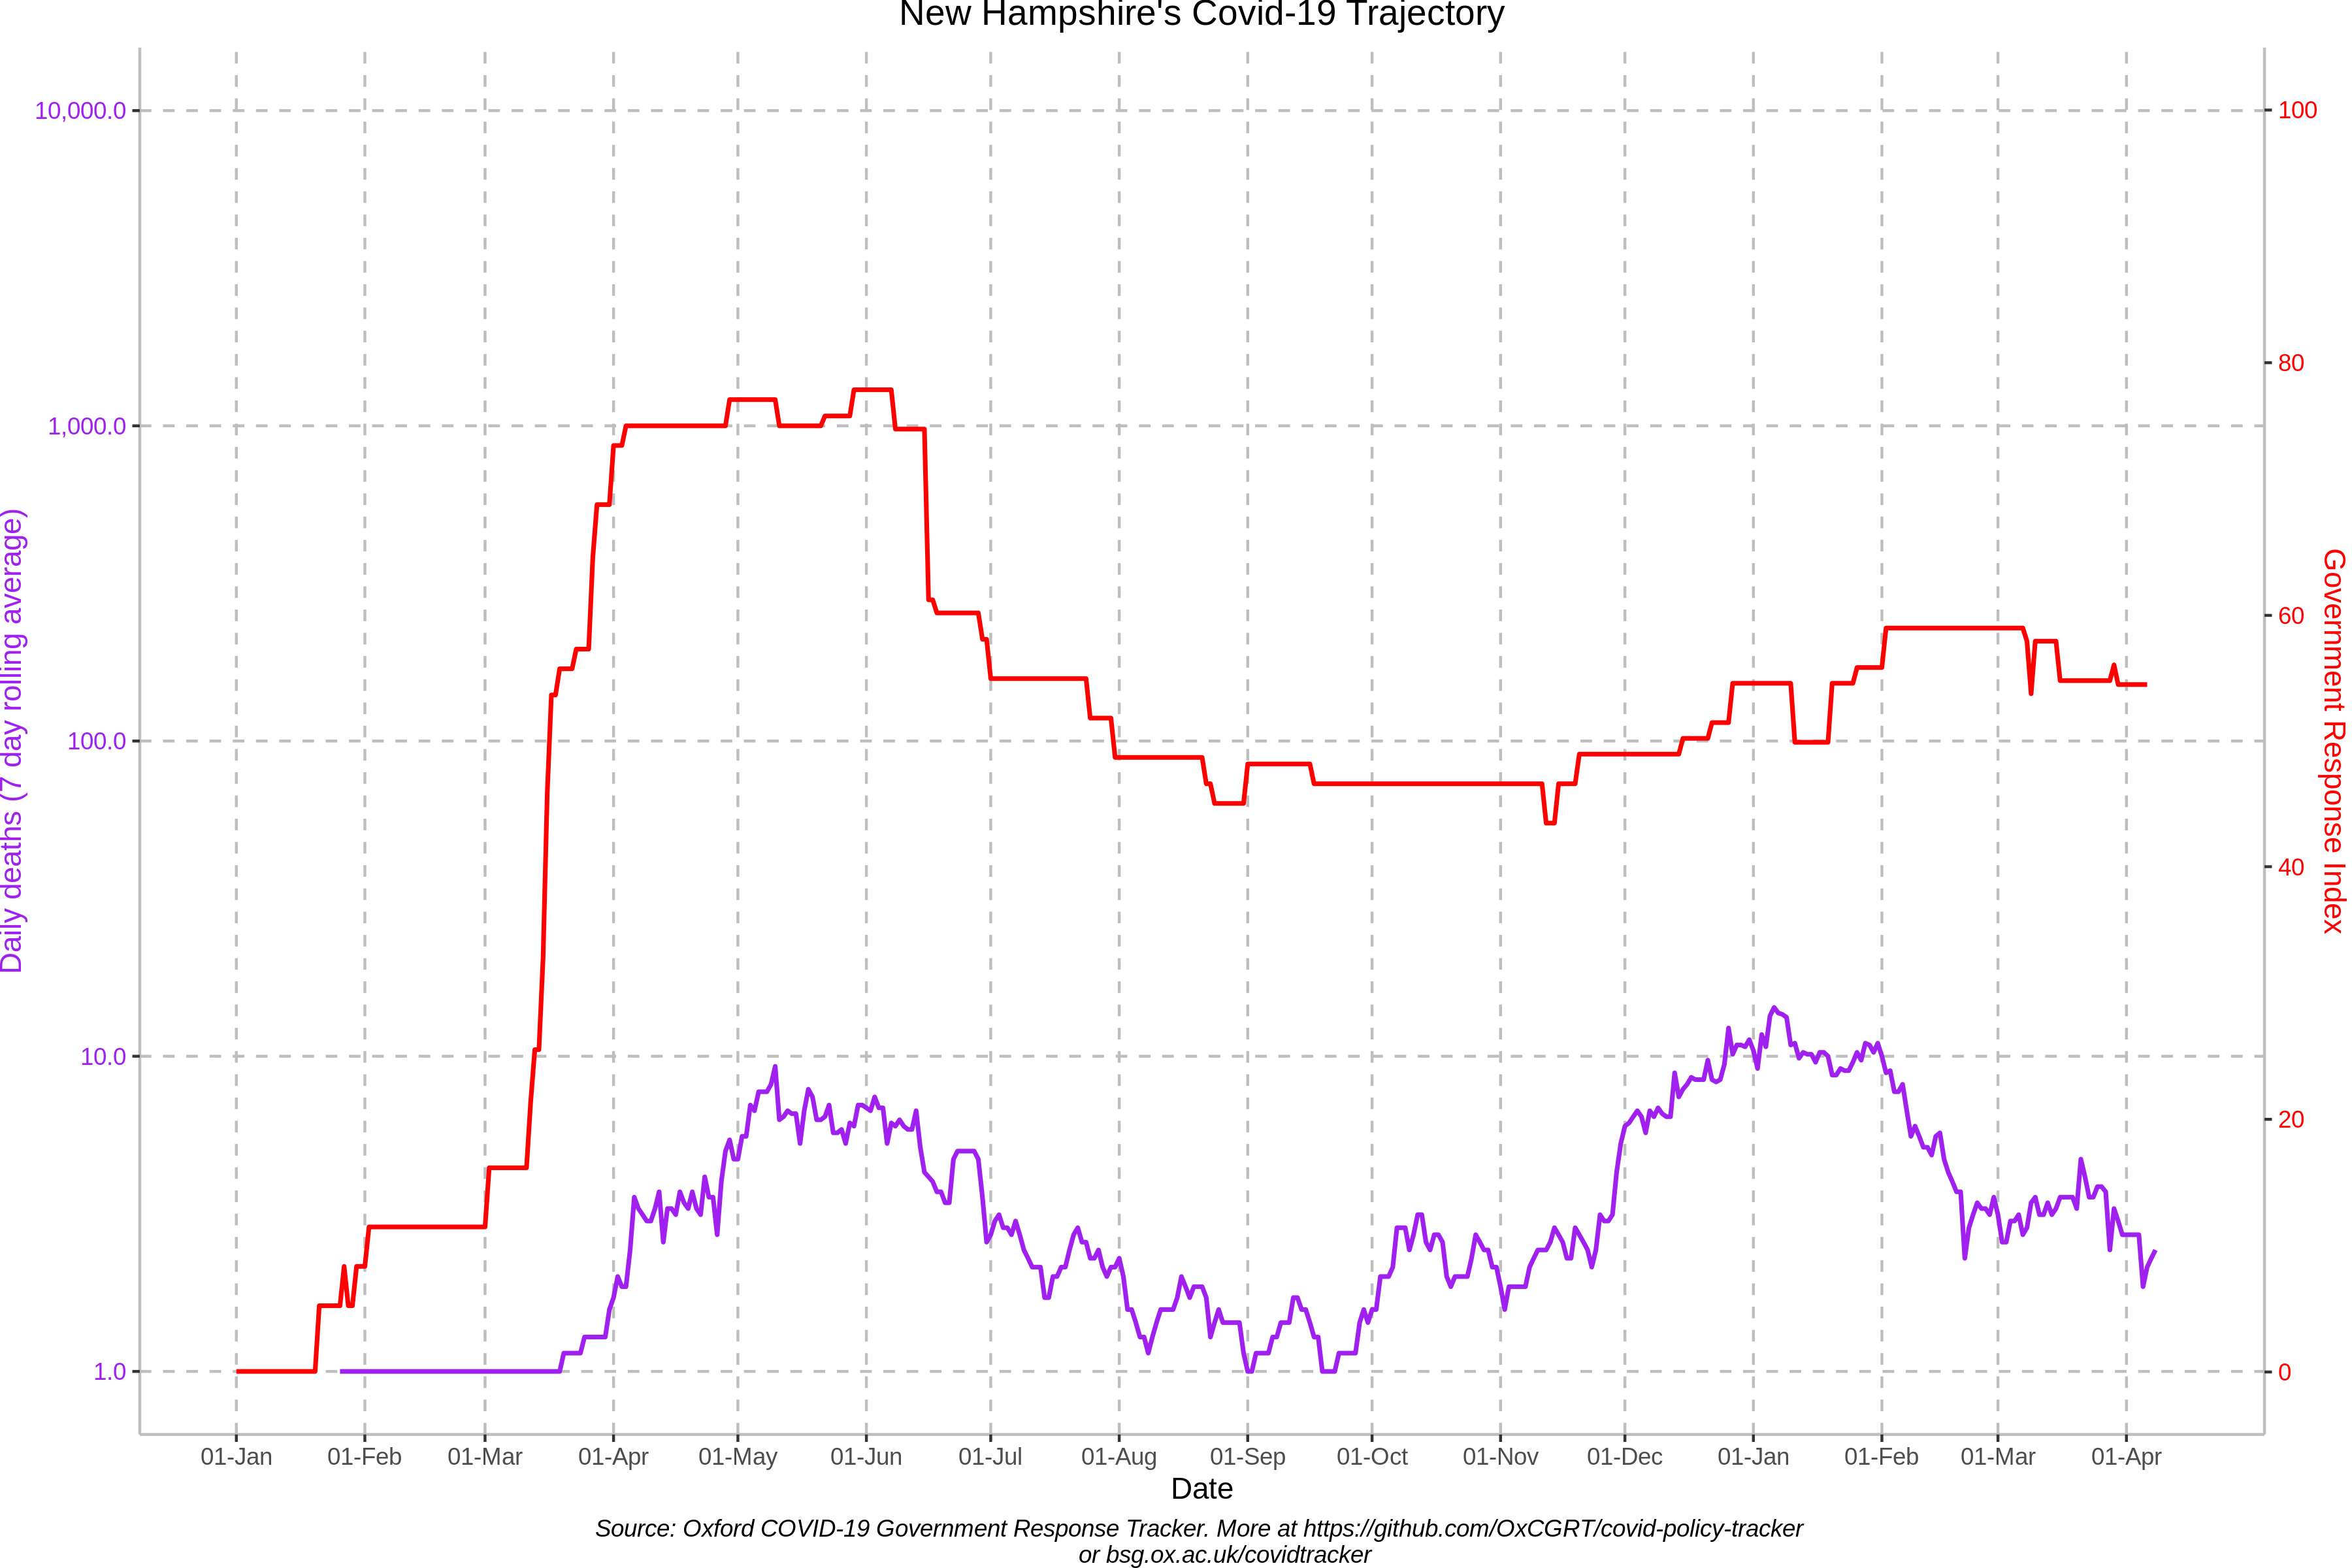 New Hampshire's Covid-19 Trajectory
10,000.0
1,000.0
100.0
10.0
1.0
Daily deaths (7 day rolling average)
100
80
60
40
20
0
Government Response Index
01-Jan 01-Feb 01-Mar 01-Apr 01-May 01-Jun 01-Jul 01-Aug 01-Sep 01-Oct 01-Nov 01-Dec 01-Jan 01-Feb 01-Mar 01-Apr
Date
Source: Oxford COVID-19 Government Response Tracker. More at https://github.com/OxCGRT/covid-policy-tracker
or bsg.ox.ac.uk/covidtracker